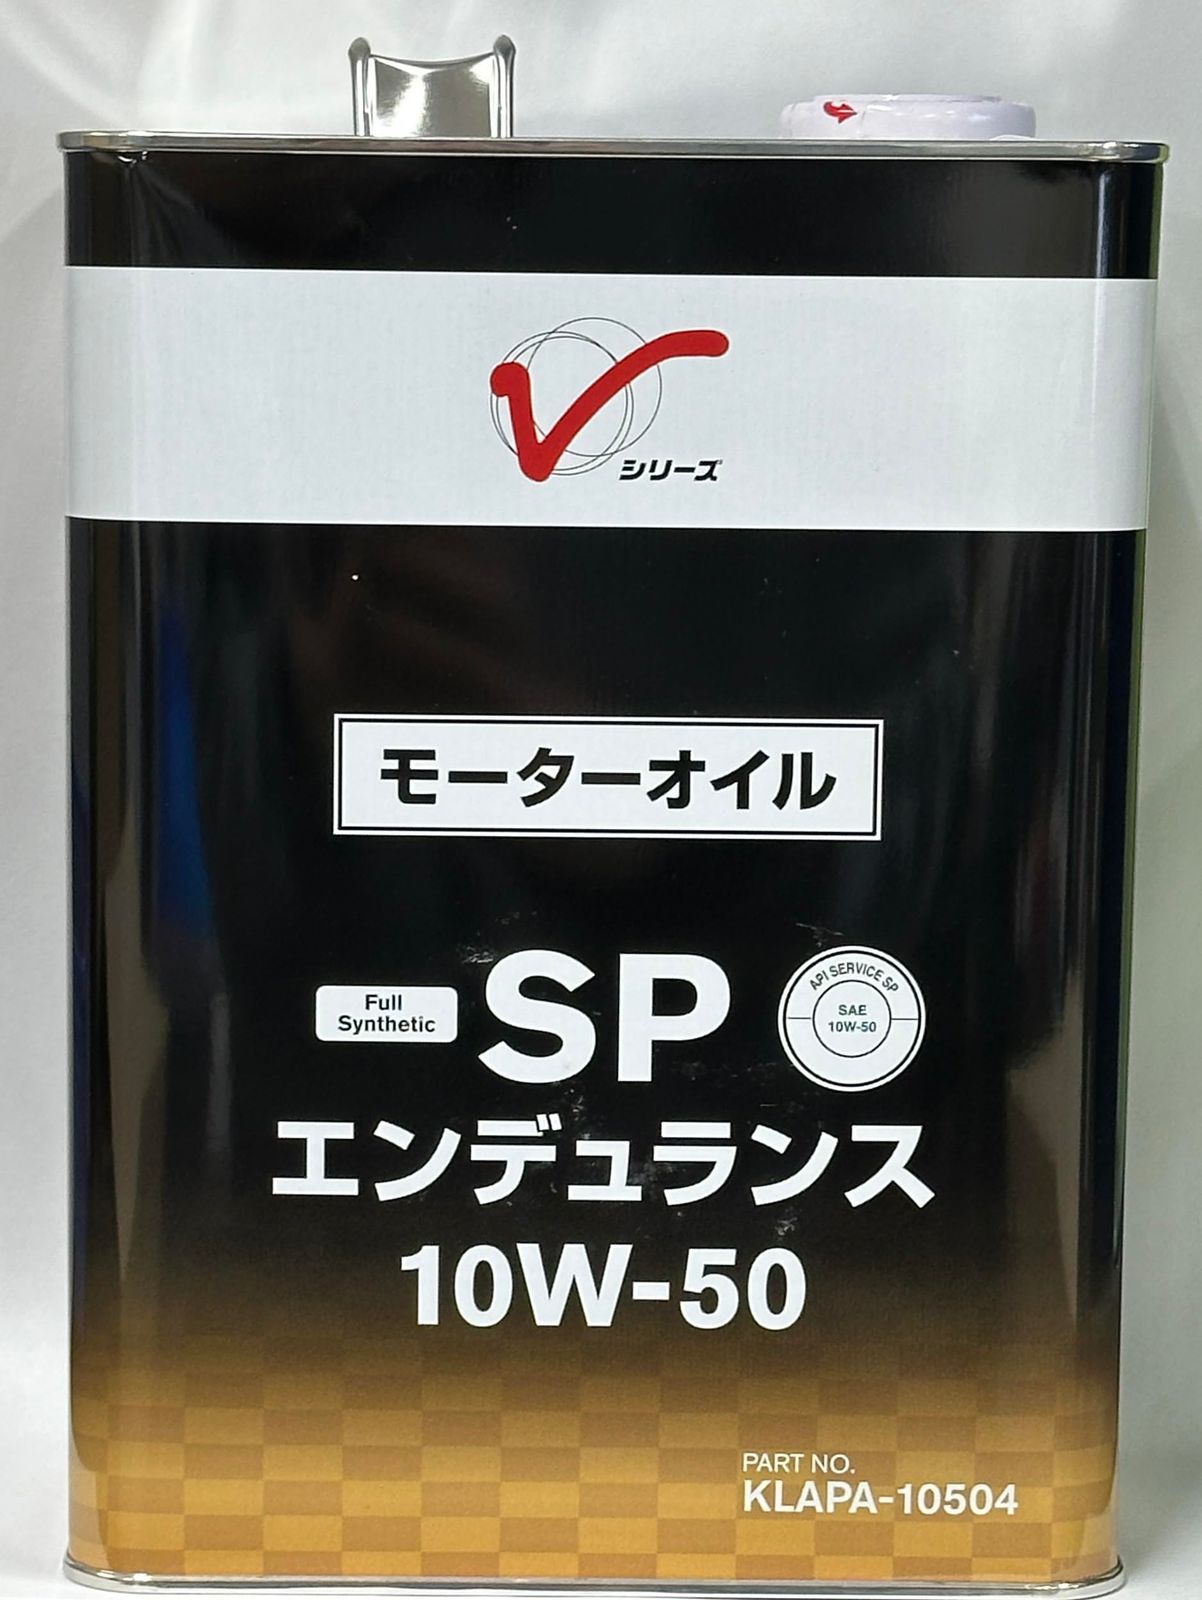 V
シリーズ
モーターオイル
Full
Synthetic
SP
API SERVICE SP
SAE
10W-50
エンデュランス
10W-50
PART NO.
KLAPA-10504